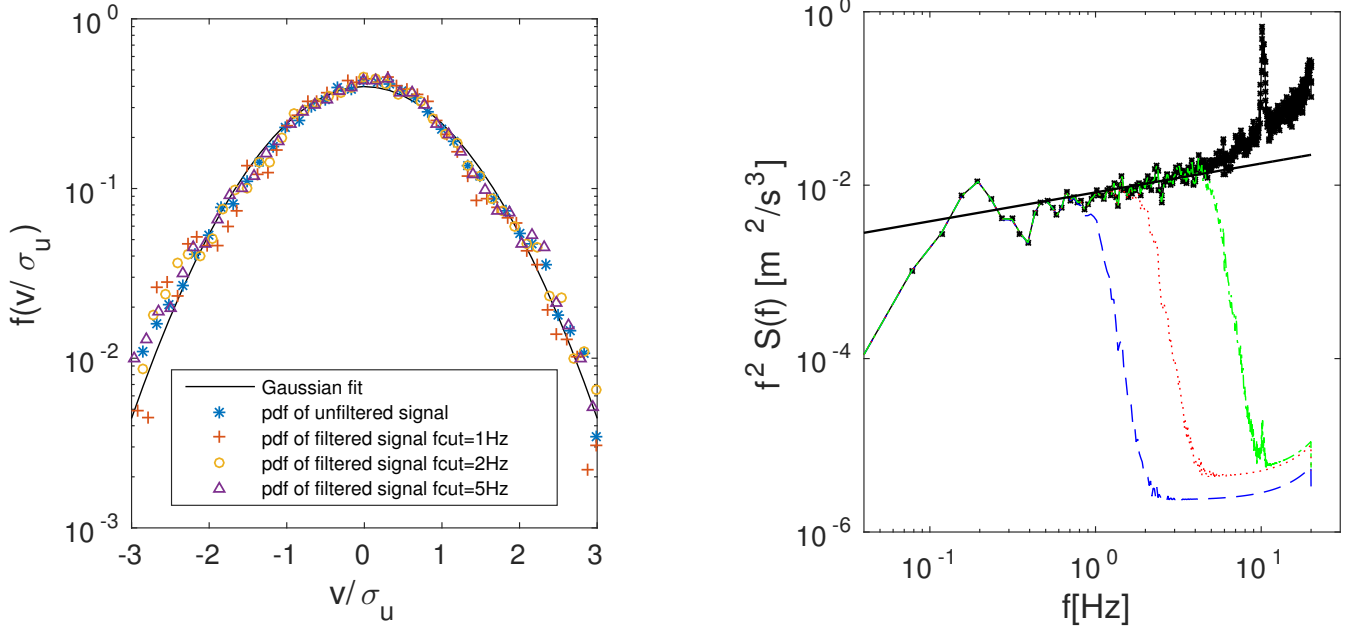 f(v/ σ_u)
10^0
10^-1
10^-2
10^-3
Gaussian fit
pdf of unfiltered signal
pdf of filtered signal fcut=1Hz
pdf of filtered signal fcut=2Hz
pdf of filtered signal fcut=5Hz
-3 -2 -1 0 1 2 3
v/ σ_u
f^2 S(f) [m ^2/s^3]
10^0
10^-2
10^-4
10^-6
10^-1 10^0 10^1
f[Hz]